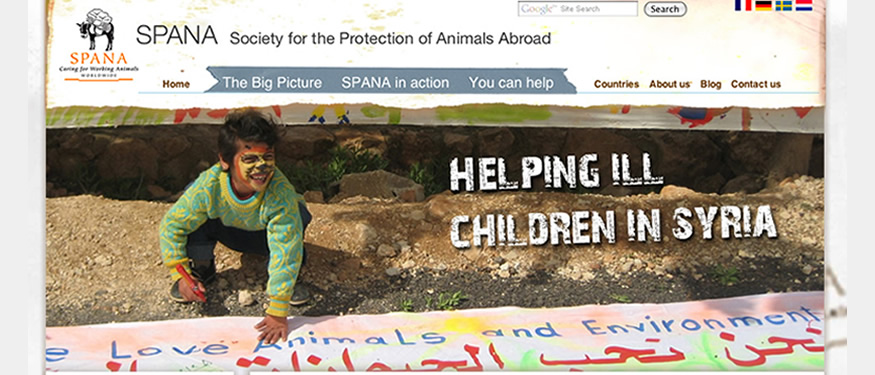 Google™ Site Search
Search
SPANA
Caring for Working Animals
WORLDWIDE
SPANA Society for the Protection of Animals Abroad
Home
The Big Picture
SPANA in action
You can help
Countries
About us
Blog
Contact us
HELPING ILL
CHILDREN IN SYRIA
e Love Animals and Environment
نحن نحب الحيوانات